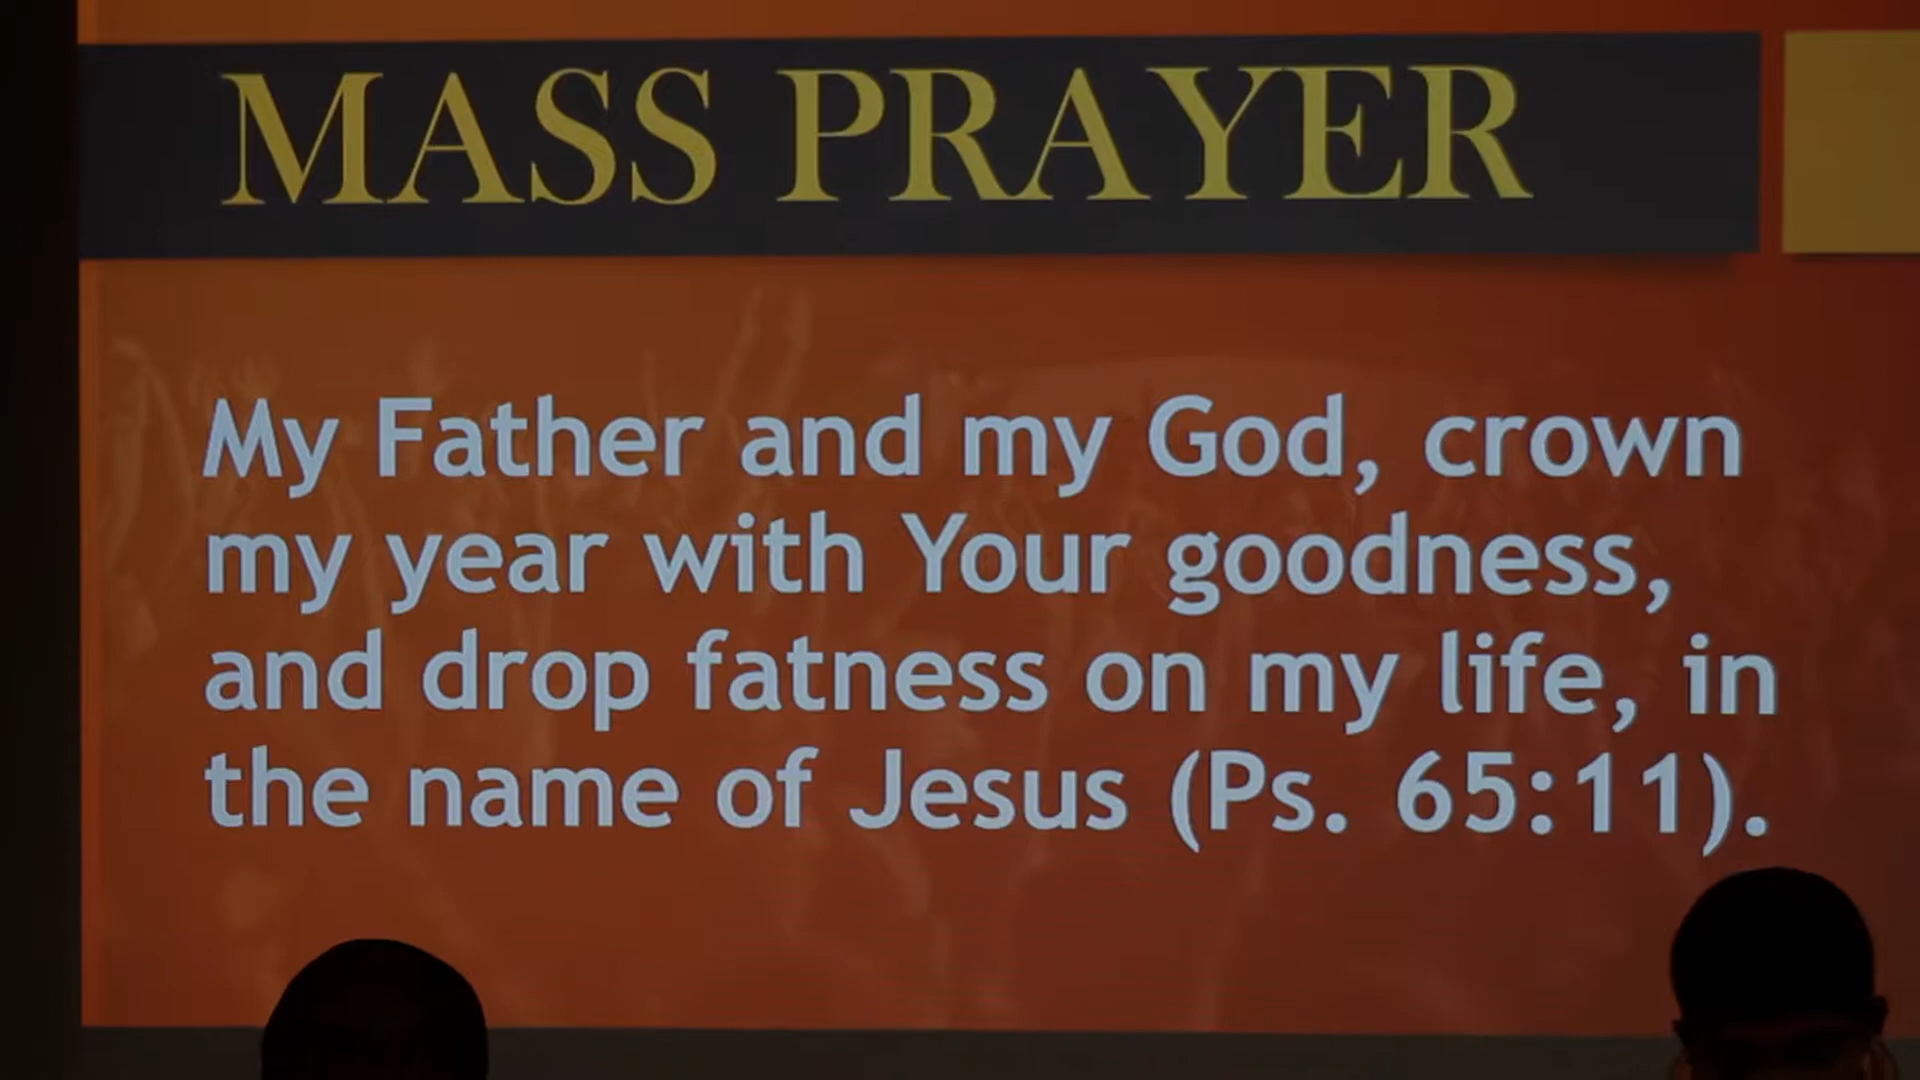 MASS PRAYER
My Father and my God, crown
my year with Your goodness,
and drop fatness on my life, in
the name of Jesus (Ps. 65:11).